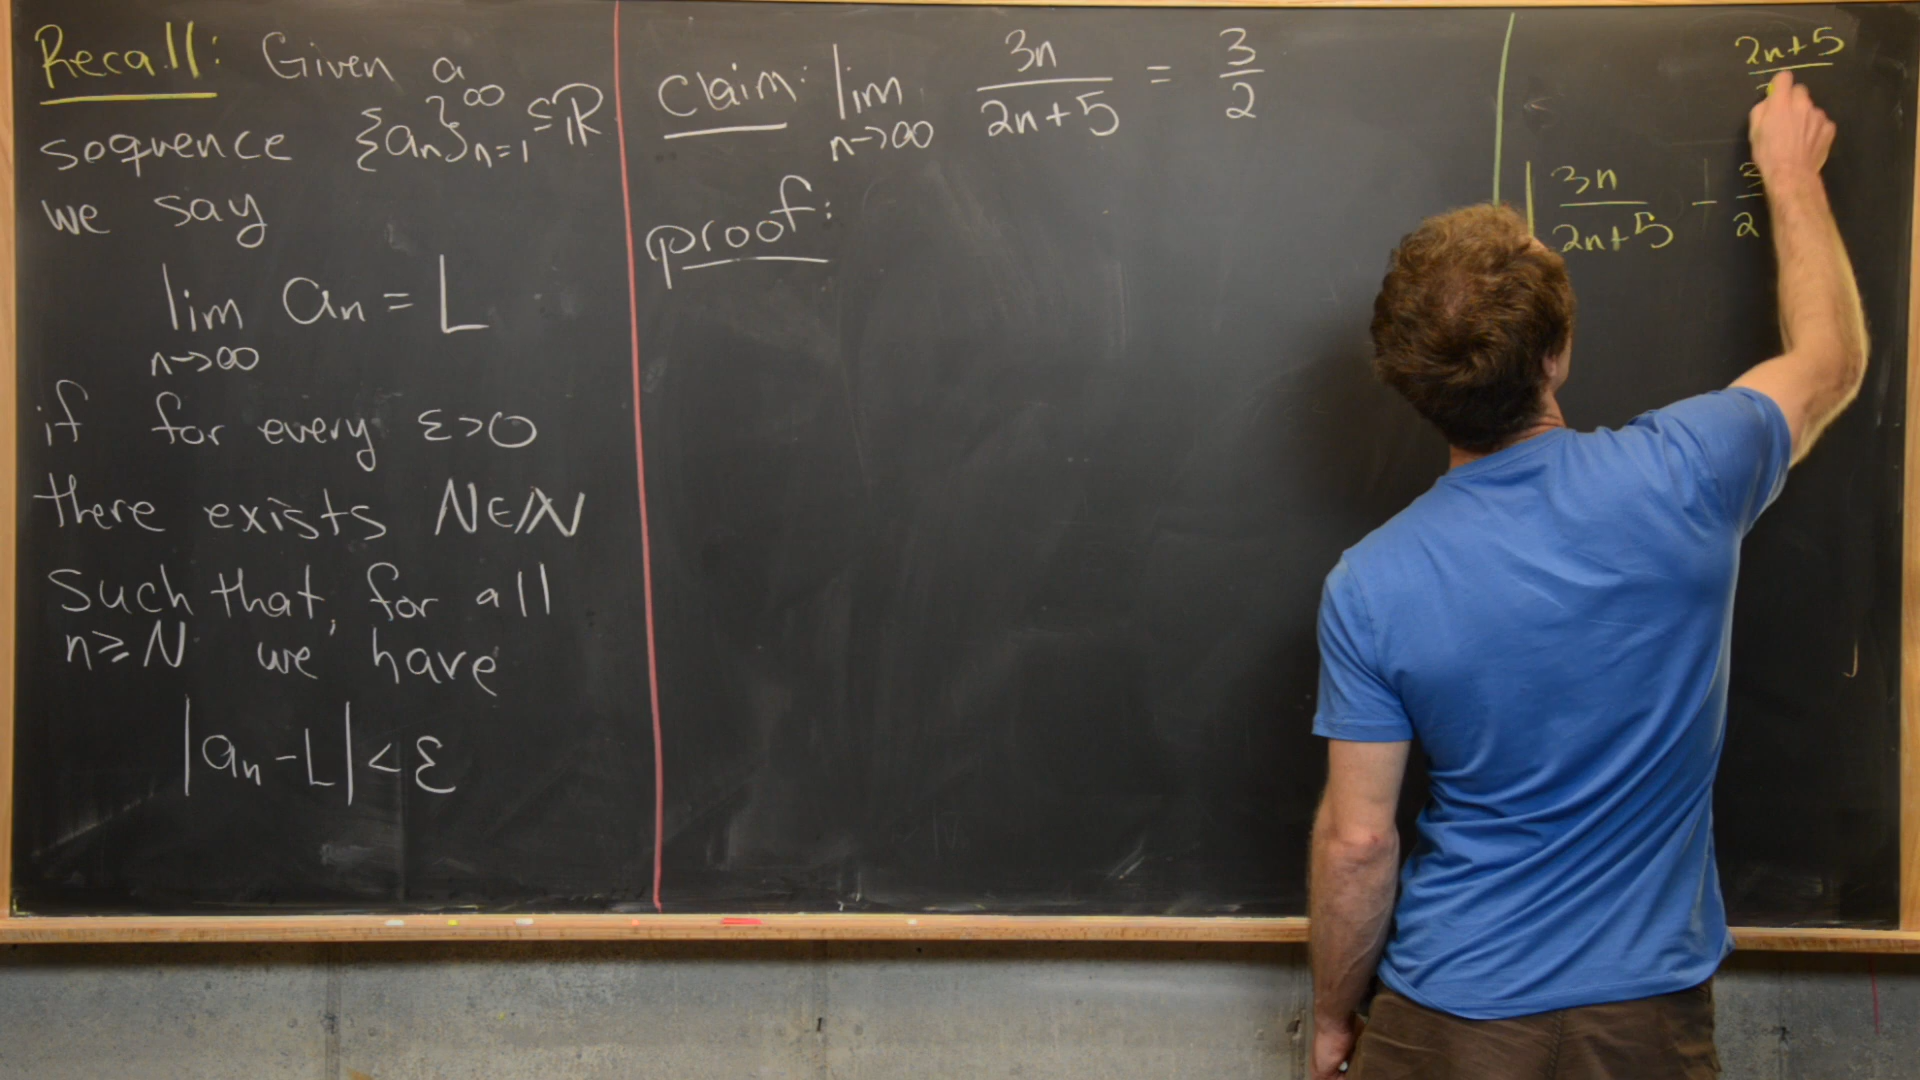 Recall: Given a
sequence {aₙ}ₙ₌₁^∞ ⊆ ℝ
we say
lim aₙ = L
n→∞
if for every ε>0
there exists N∈ℕ
such that, for all
n≥N we have
|aₙ-L|<ε
Claim: lim 3n/(2n+5) = 3/2
n→∞
proof:
2n+5
| 3n/(2n+5) - 3/2